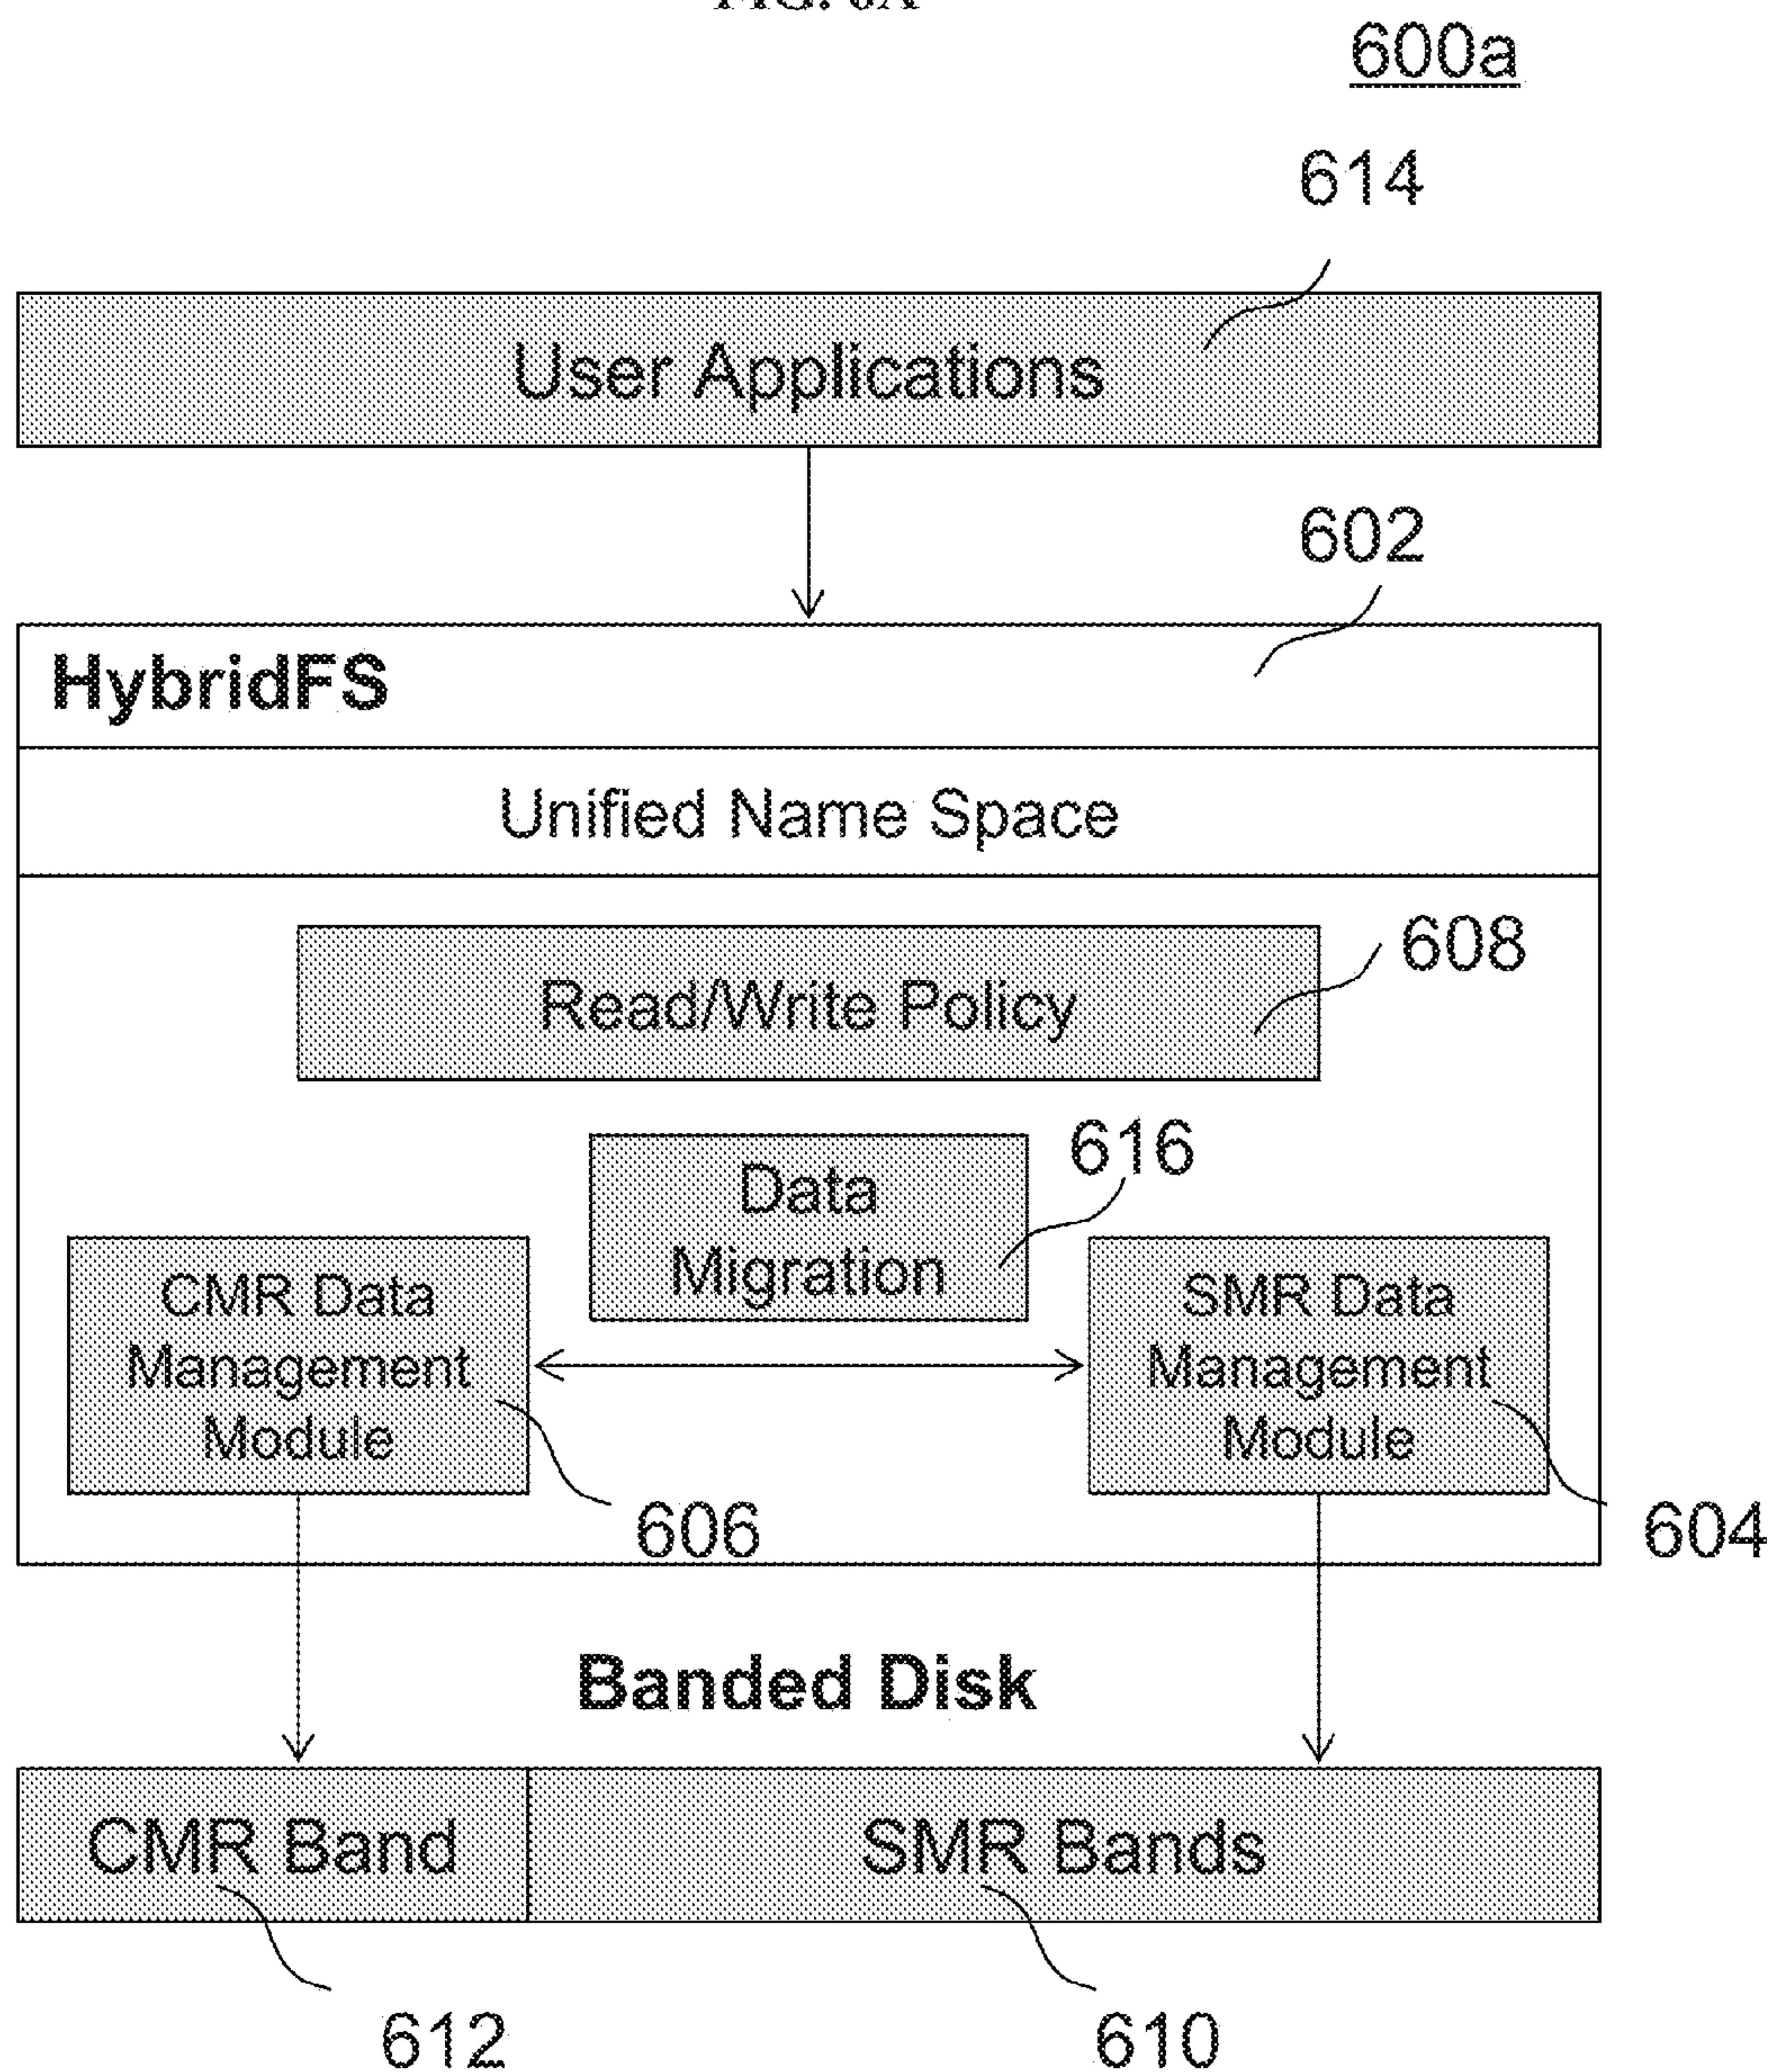 600a
614
User Applications
602
HybridFS
Unified Name Space
608
Read/Write Policy
616
Data
Migration
CMR Data
Management
Module
SMR Data
Management
Module
606
604
Banded Disk
CMR Band
SMR Bands
612
610